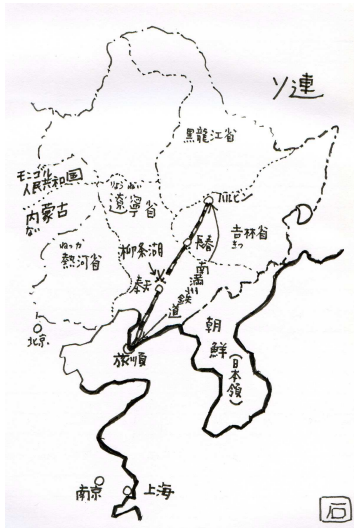 ソ連
黒龍江省
モンゴル
人民共和国
りょう ねい
遼寧省
ハルビン
内蒙古
ない
吉林省
きつ
長春
柳条湖
ねっか
熱河省
奉天
南満州鉄道
北京
旅順
朝鮮(日本領)
南京
上海
石